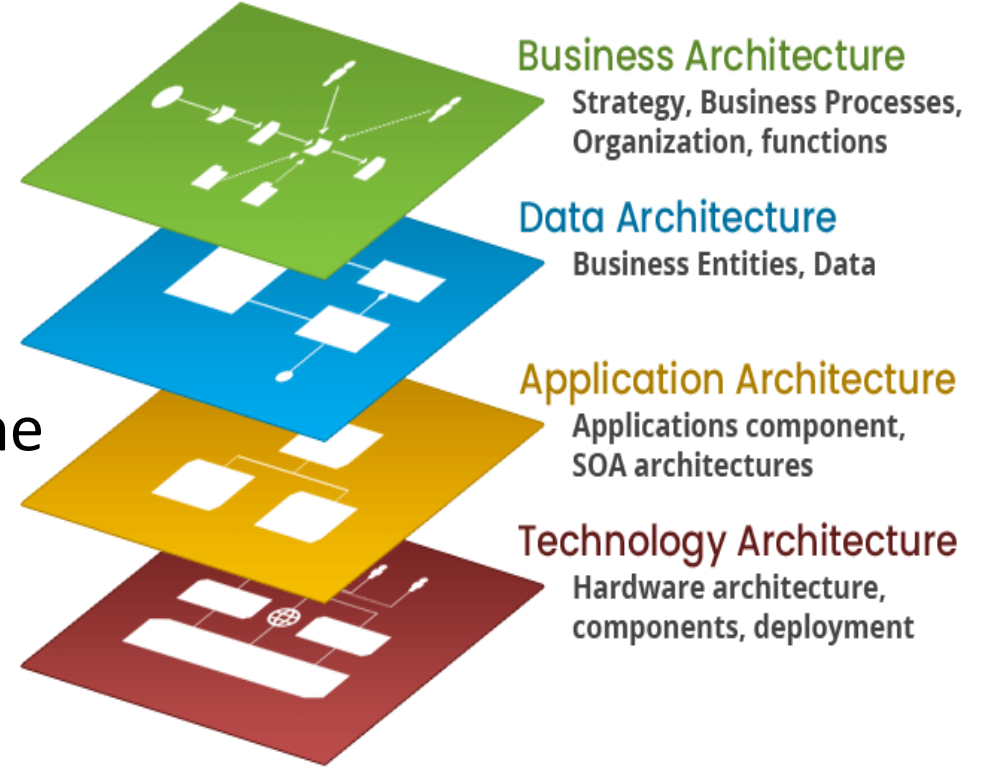 Business Architecture
Strategy, Business Processes,
Organization, functions
Data Architecture
Business Entities, Data
Application Architecture
Applications component,
SOA architectures
Technology Architecture
Hardware architecture,
components, deployment